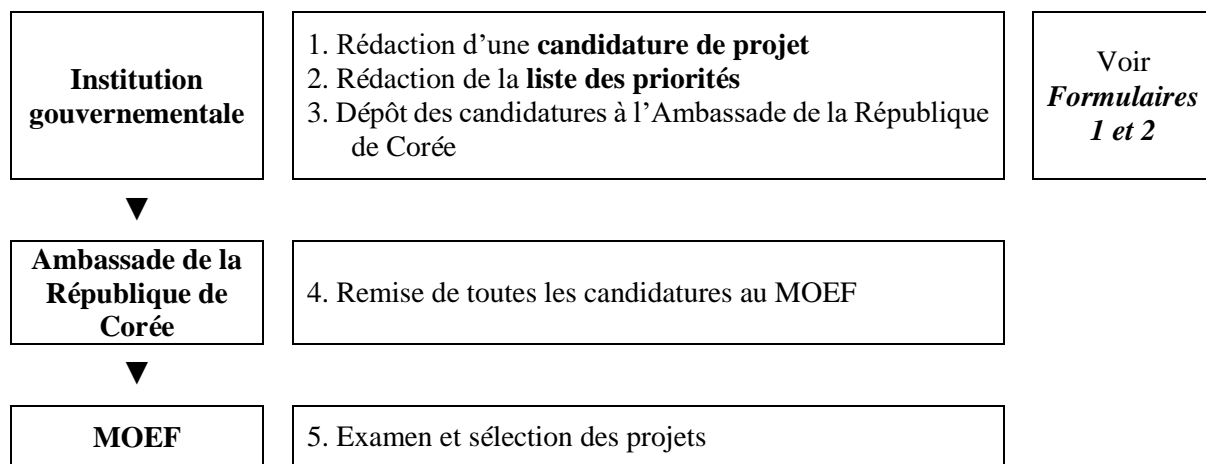 Institution
gouvernementale
1. Rédaction d’une candidature de projet
2. Rédaction de la liste des priorités
3. Dépôt des candidatures à l’Ambassade de la République
de Corée
Voir
Formulaires
1 et 2
▼
Ambassade de la
République de
Corée
4. Remise de toutes les candidatures au MOEF
▼
MOEF
5. Examen et sélection des projets